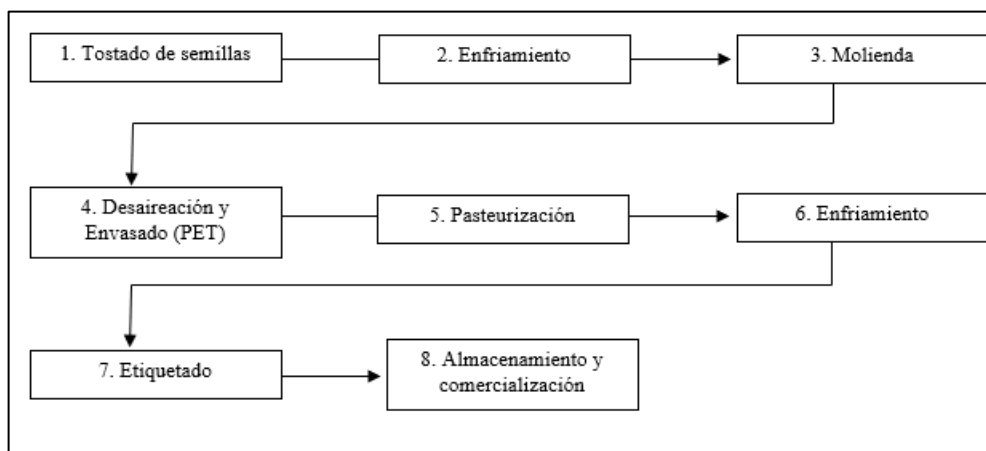 1. Tostado de semillas
2. Enfriamiento
3. Molienda
4. Desaireación y
Envasado (PET)
5. Pasteurización
6. Enfriamiento
7. Etiquetado
8. Almacenamiento y
comercialización